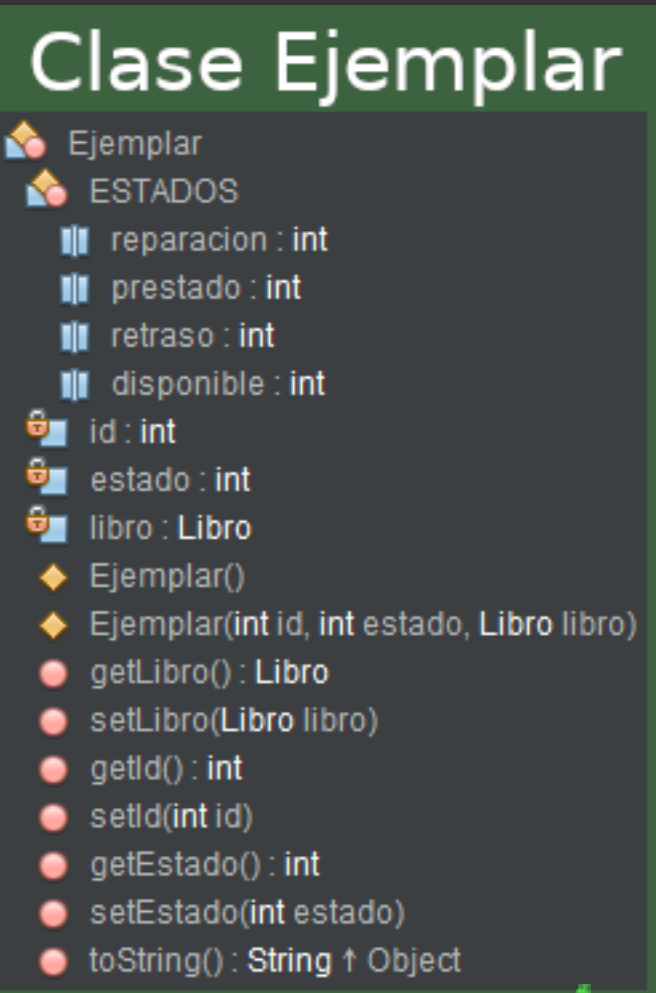 Clase Ejemplar
Ejemplar
ESTADOS
reparacion : int
prestado : int
retraso : int
disponible : int
id : int
estado : int
libro : Libro
Ejemplar()
Ejemplar(int id, int estado, Libro libro)
getLibro() : Libro
setLibro(Libro libro)
getId() : int
setId(int id)
getEstado() : int
setEstado(int estado)
toString() : String ↑ Object